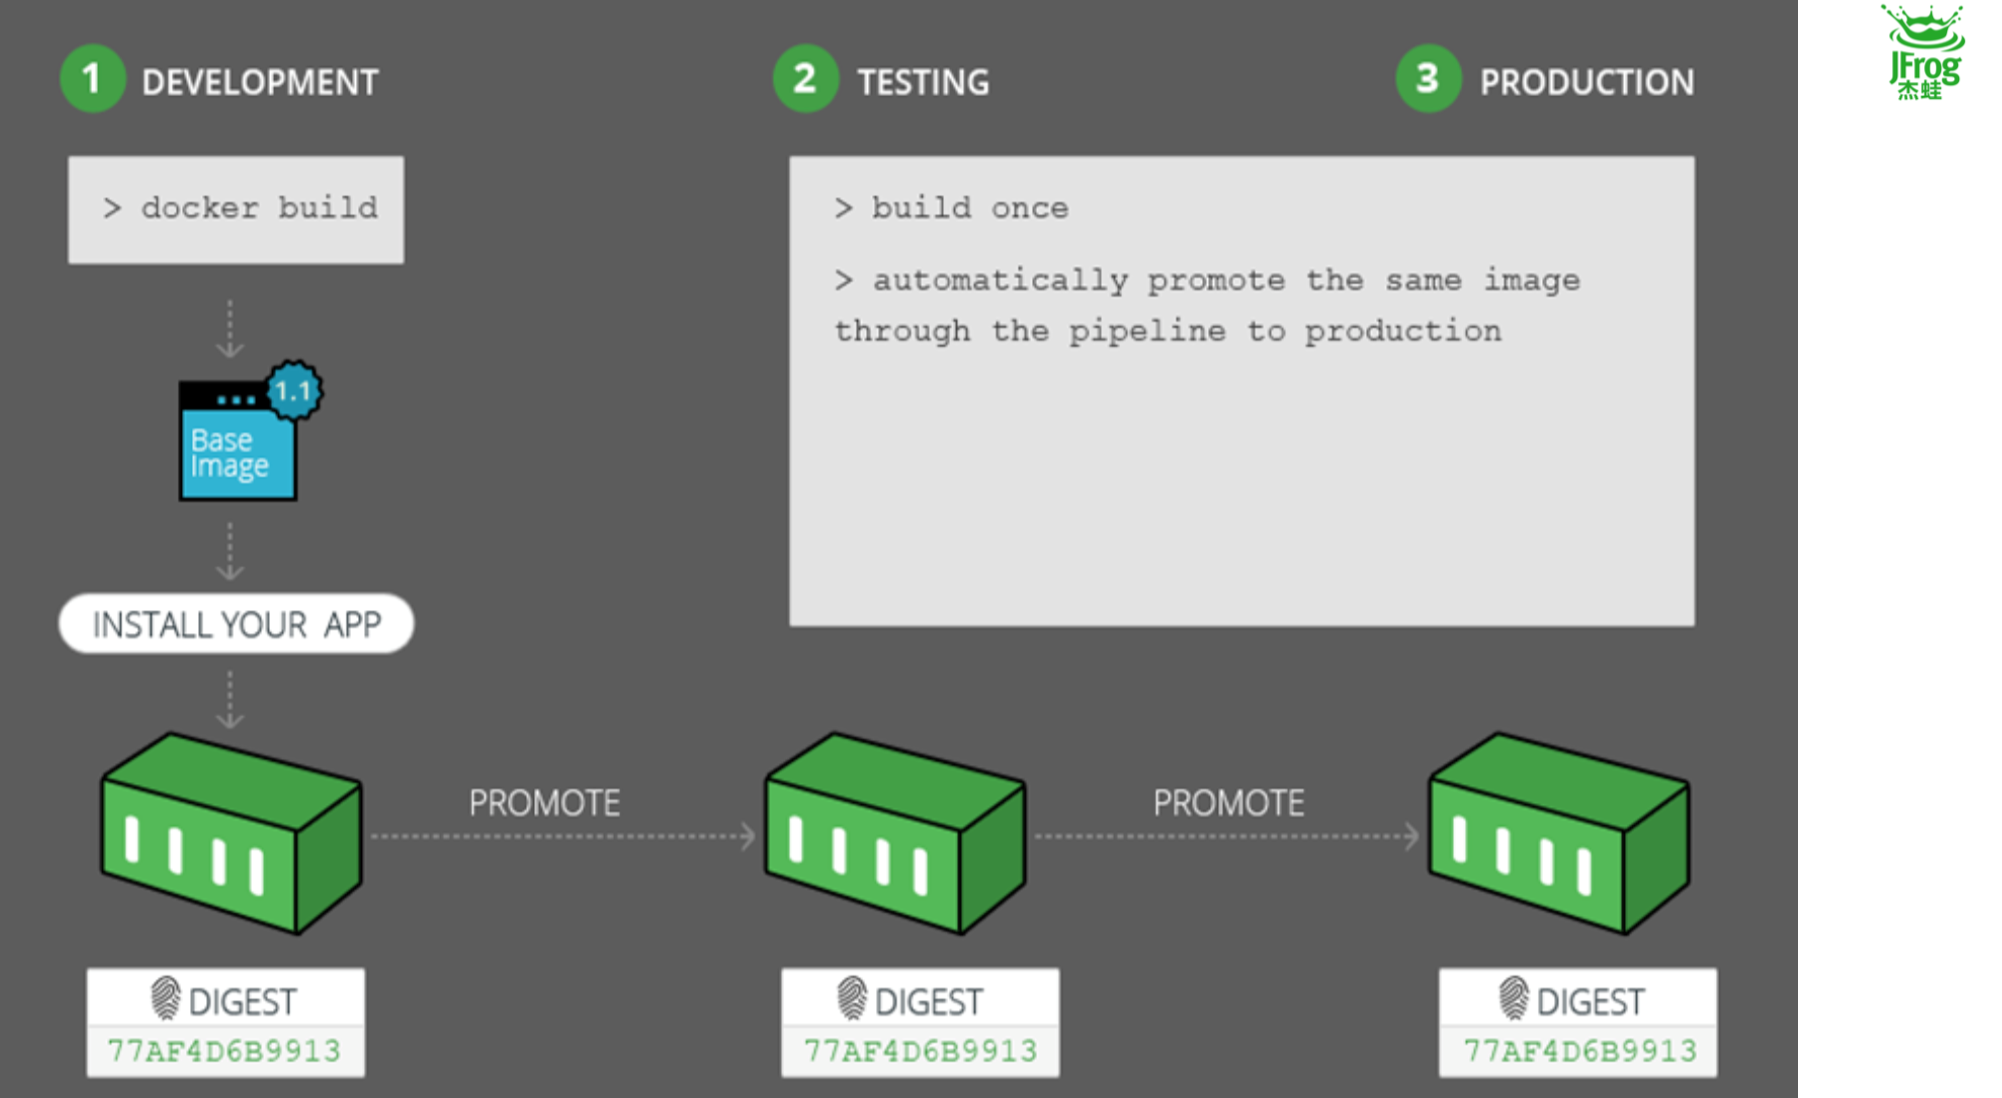 1 DEVELOPMENT
2 TESTING
3 PRODUCTION
JFrog
杰蛙
> docker build
1.1
Base
Image
INSTALL YOUR APP
> build once
> automatically promote the same image
through the pipeline to production
PROMOTE
PROMOTE
DIGEST
77AF4D6B9913
DIGEST
77AF4D6B9913
DIGEST
77AF4D6B9913